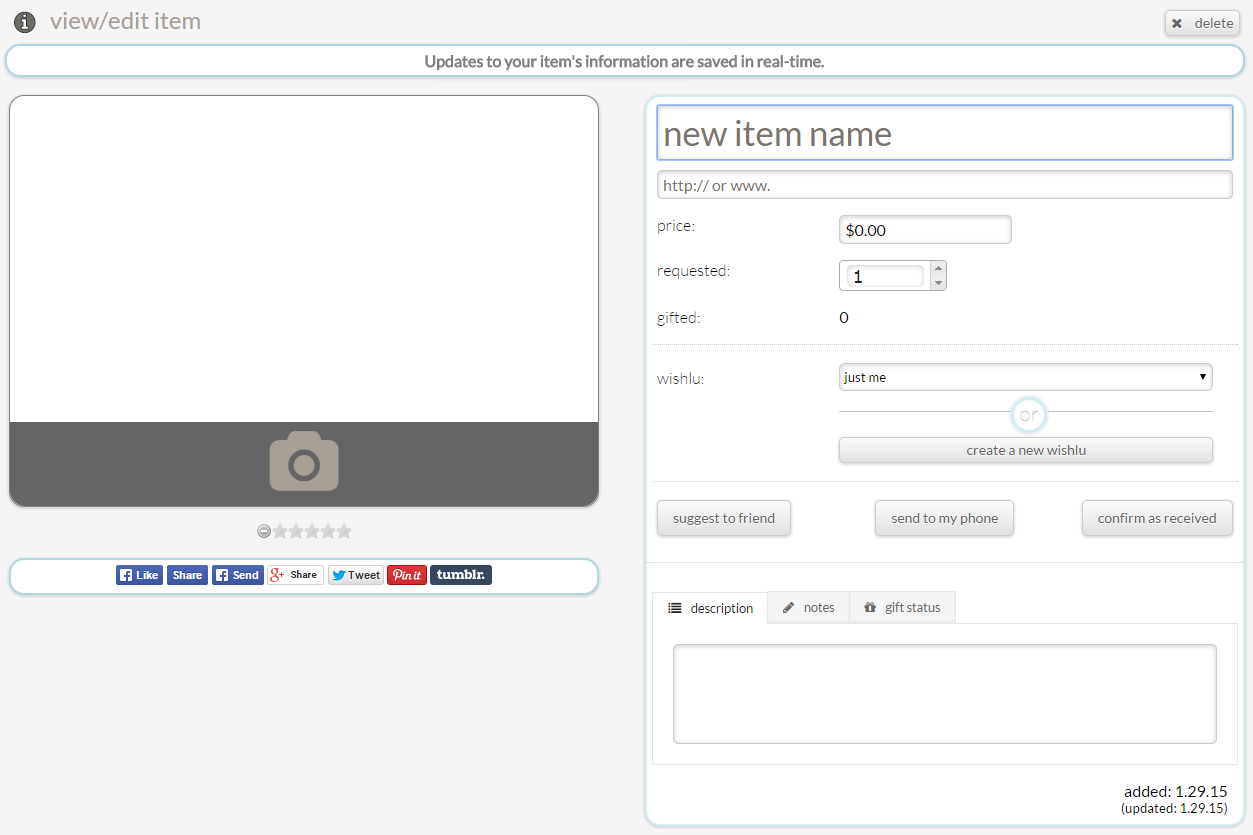 view/edit item
delete
Updates to your item's information are saved in real-time.
new item name
http:// or www.
price:
$0.00
requested:
1
gifted:
0
wishlu:
just me
or
create a new wishlu
suggest to friend
send to my phone
confirm as received
Like
Share
Send
Share
Tweet
Pin it
tumblr.
description
notes
gift status
added: 1.29.15
(updated: 1.29.15)